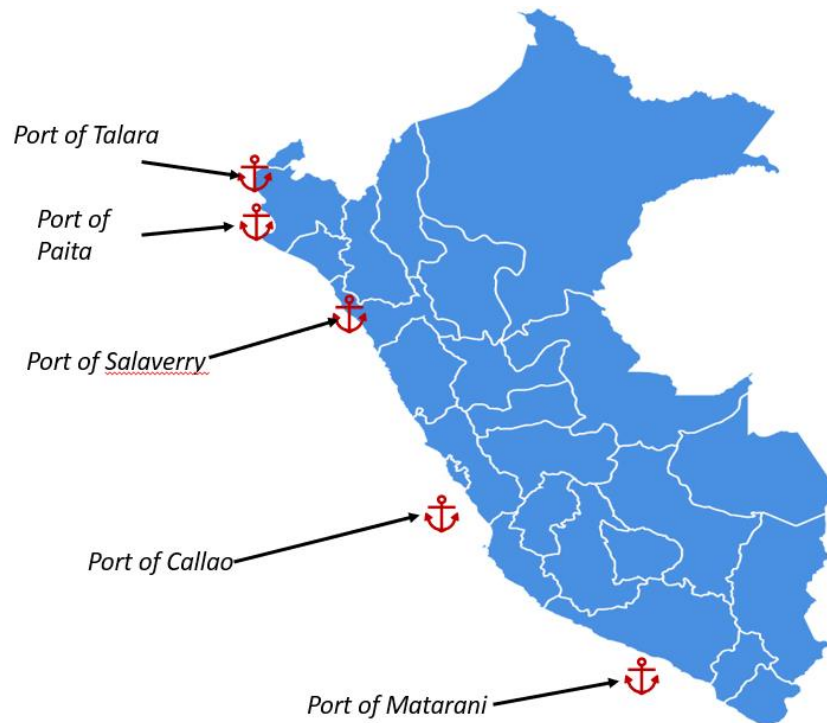 Port of Talara
Port of
Paita
Port of Salaverry
Port of Callao
Port of Matarani